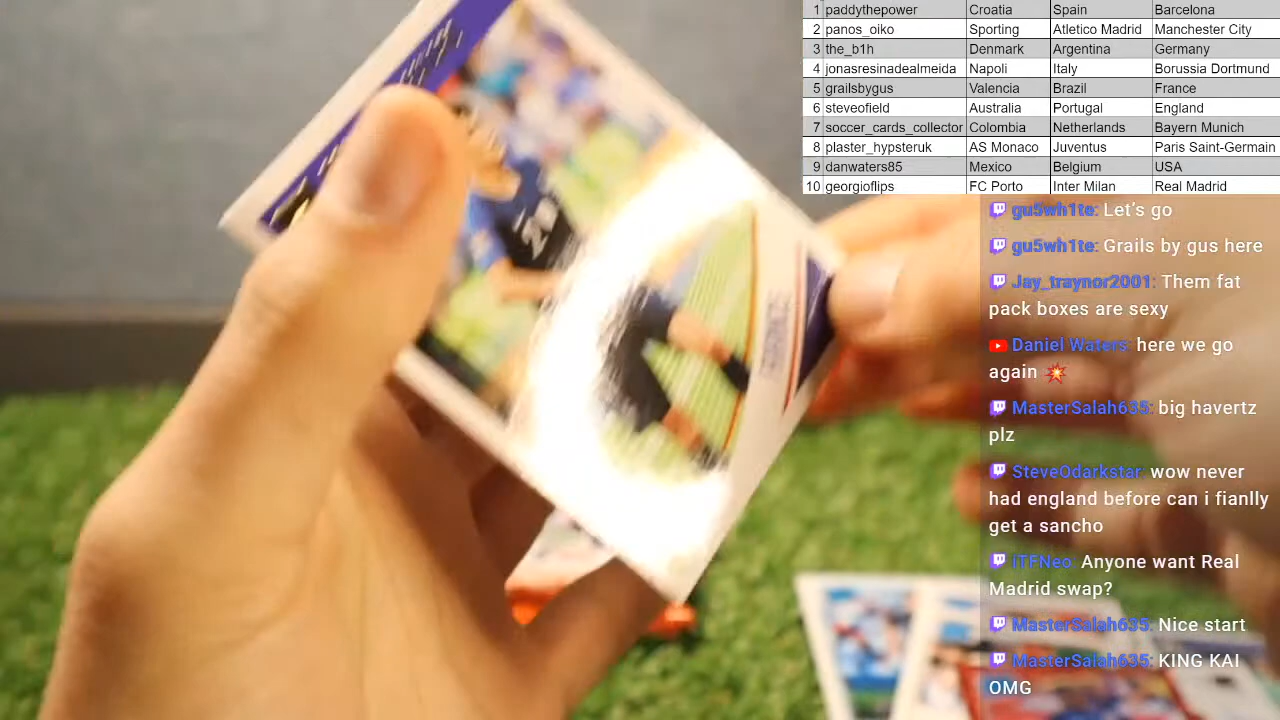 1 paddythepower Croatia Spain Barcelona
2 panos_oiko Sporting Atletico Madrid Manchester City
3 the_b1h Denmark Argentina Germany
4 jonasresinadealmeida Napoli Italy Borussia Dortmund
5 grailsbygus Valencia Brazil France
6 steveofield Australia Portugal England
7 soccer_cards_collector Colombia Netherlands Bayern Munich
8 plaster_hypsteruk AS Monaco Juventus Paris Saint-Germain
9 danwaters85 Mexico Belgium USA
10 georgioflips FC Porto Inter Milan Real Madrid
gu5wh1te: Let's go
gu5wh1te: Grails by gus here
Jay_traynor2001: Them fat
pack boxes are sexy
Daniel Waters: here we go
again 💥
MasterSalah635: big havertz
plz
SteveOdarkstar: wow never
had england before can i fianlly
get a sancho
iTFNeo: Anyone want Real
Madrid swap?
MasterSalah635: Nice start
MasterSalah635: KING KAI
OMG